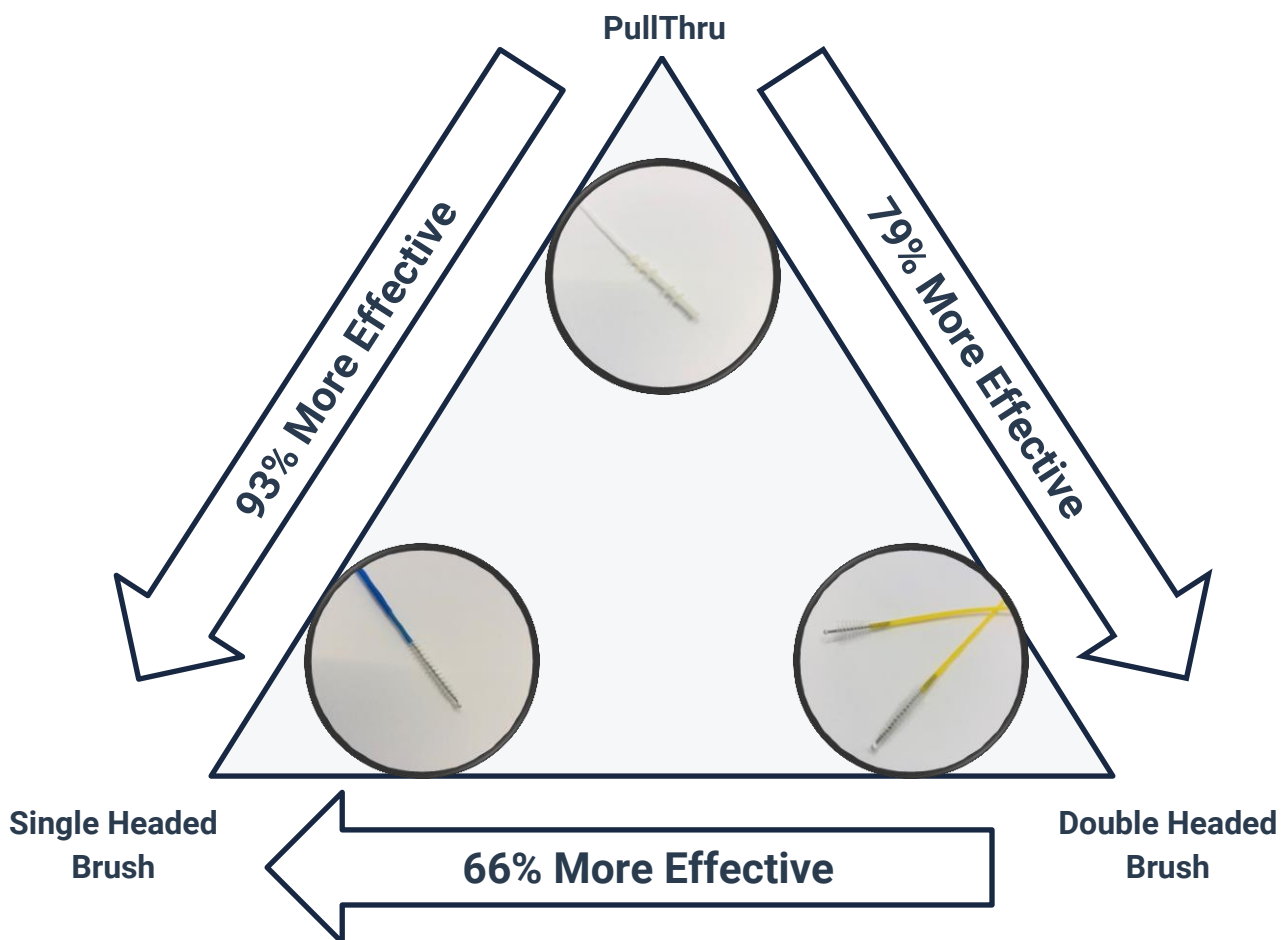 PullThru
93% More Effective
79% More Effective
Single Headed
Brush
66% More Effective
Double Headed
Brush